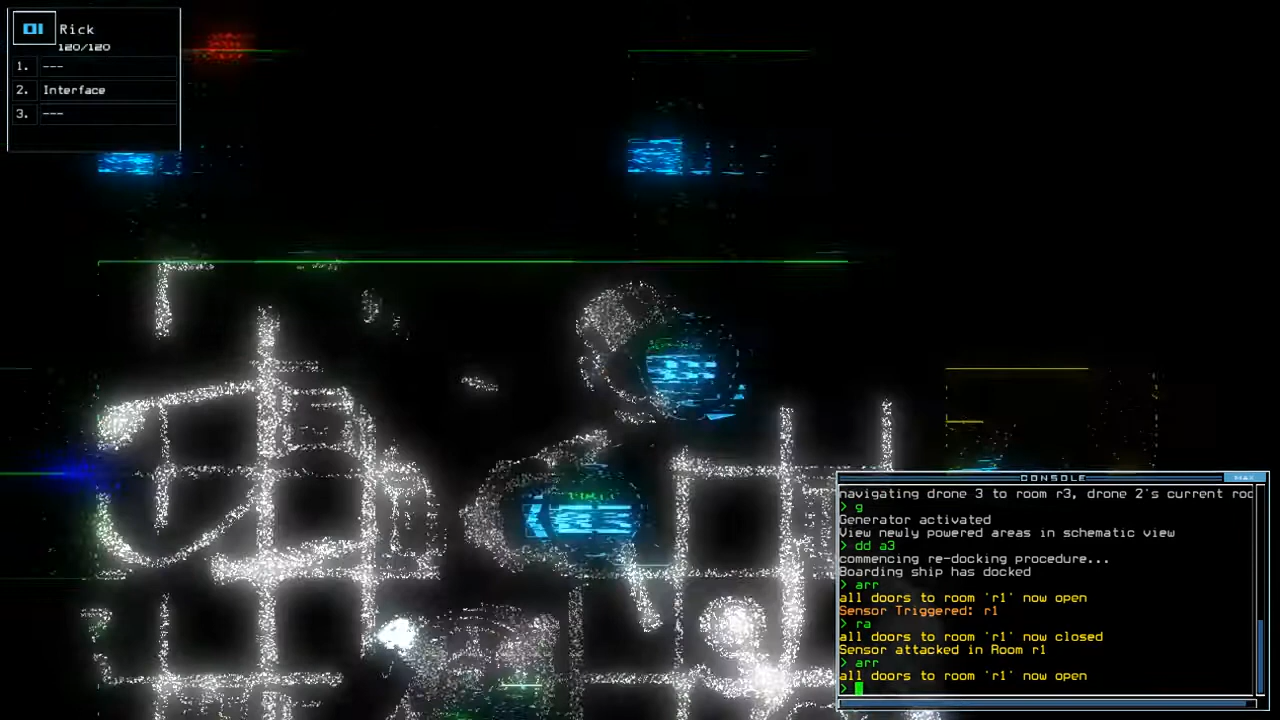 01 Rick
120/120
1. ---
2. Interface
3. ---
CONSOLE
MAX
navigating drone 3 to room r3, drone 2's current roo
> g
Generator activated
View newly powered areas in schematic view
> dd a3
commencing re-docking procedure...
Boarding ship has docked
> arr
all doors to room 'r1' now open
Sensor Triggered: r1
> ra
all doors to room 'r1' now closed
Sensor attacked in Room r1
> arr
all doors to room 'r1' now open
>